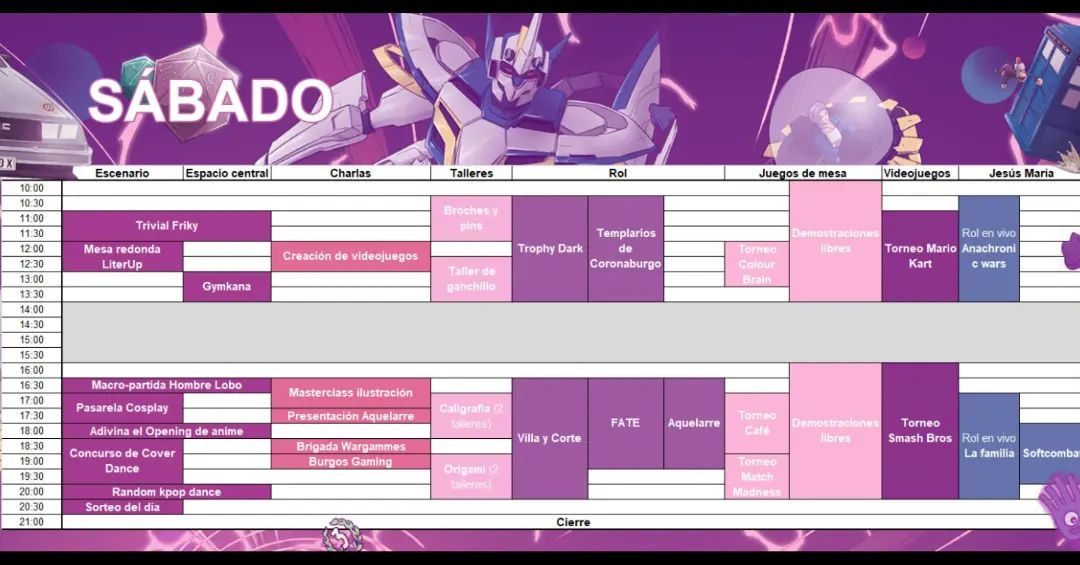 SÁBADO
Escenario Espacio central Charlas Talleres Rol Juegos de mesa Videojuegos Jesús María
10:00
10:30
Broches y
pins
11:00
Trivial Friky
11:30
Trophy Dark
Templarios
de
Coronaburgo
Demostraciones
libres
Torneo Mario
Kart
Rol en vivo
Anachroni
c wars
12:00
Mesa redonda
LiterUp
Creación de videojuegos
Torneo
Colour
Brain
12:30
Taller de
ganchillo
13:00
Gymkana
13:30
14:00
14:30
15:00
15:30
16:00
16:30
Macro-partida Hombre Lobo
Masterclass ilustración
17:00
Pasarela Cosplay
Caligrafía (2
talleres)
Torneo
Café
17:30
Presentación Aquelarre
18:00
Adivina el Opening de anime
Villa y Corte
FATE
Aquelarre
Demostraciones
libres
Torneo
Smash Bros
Rol en vivo
La familia
Softcombat
18:30
Concurso de Cover
Dance
Brigada Wargammes
19:00
Burgos Gaming
Origami (2
talleres)
Torneo
Match
Madness
19:30
20:00
Random kpop dance
20:30
Sorteo del día
21:00
Cierre